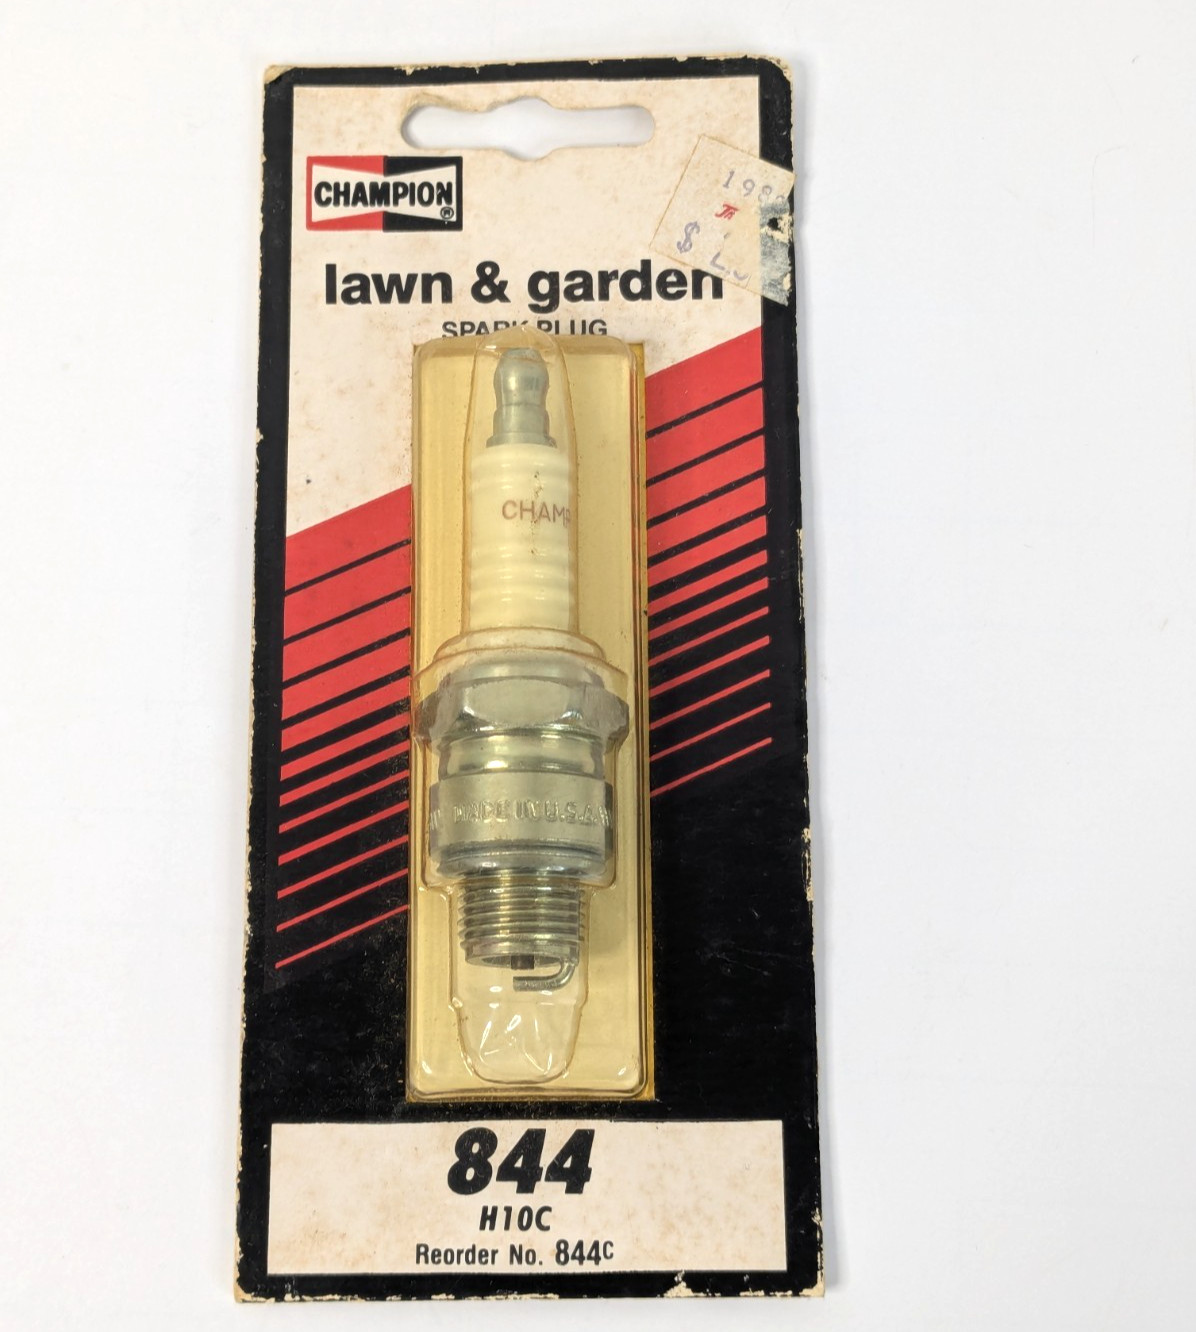 CHAMPION
®
lawn & garden
SPARK PLUG
$
CHAMP
MADE IN U.S.A.
844
H10C
Reorder No. 844C